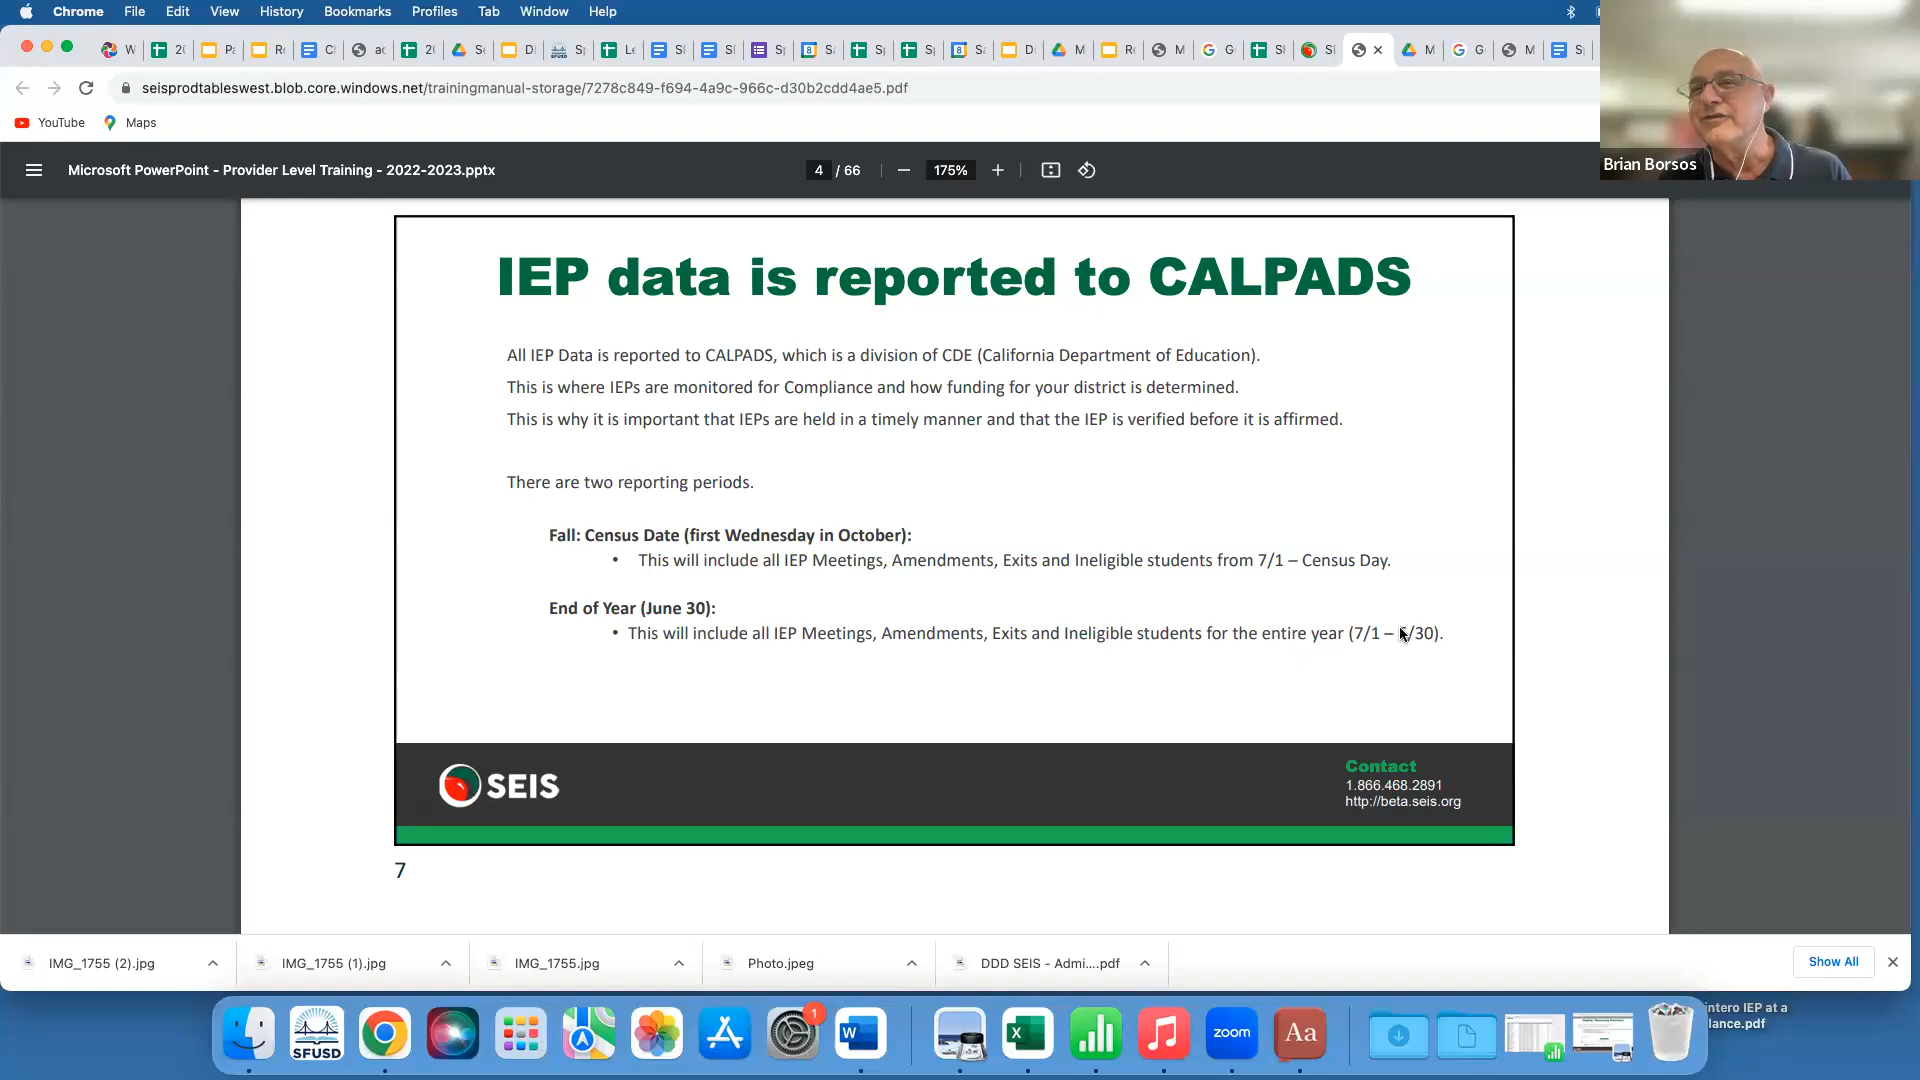 Chrome File Edit View History Bookmarks Profiles Tab Window Help
seisprodtableswest.blob.core.windows.net/trainingmanual-storage/7278c849-f694-4a9c-966c-d30b2cdd4ae5.pdf
YouTube Maps
Brian Borsos
Microsoft PowerPoint - Provider Level Training - 2022-2023.pptx 4 / 66 175%
IEP data is reported to CALPADS
All IEP Data is reported to CALPADS, which is a division of CDE (California Department of Education).
This is where IEPs are monitored for Compliance and how funding for your district is determined.
This is why it is important that IEPs are held in a timely manner and that the IEP is verified before it is affirmed.
There are two reporting periods.
Fall: Census Date (first Wednesday in October):
• This will include all IEP Meetings, Amendments, Exits and Ineligible students from 7/1 – Census Day.
End of Year (June 30):
• This will include all IEP Meetings, Amendments, Exits and Ineligible students for the entire year (7/1 – /30).
SEIS
Contact
1.866.468.2891
http://beta.seis.org
7
IMG_1755 (2).jpg IMG_1755 (1).jpg IMG_1755.jpg Photo.jpeg DDD SEIS - Admi....pdf Show All
intero IEP at a
lance.pdf
SFUSD
1
W
X
zoom
Aa